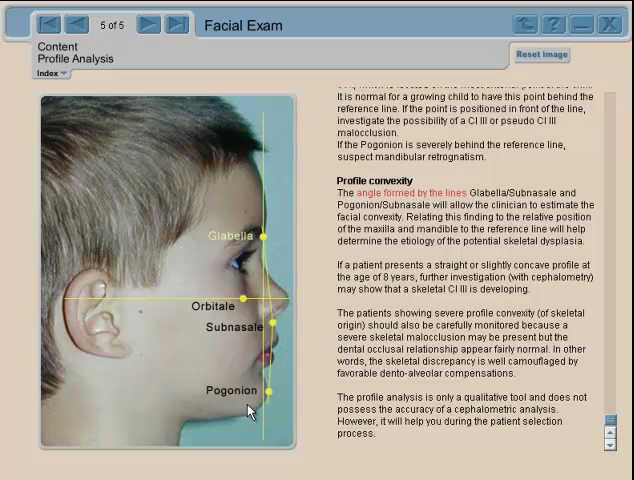 5 of 5
Facial Exam
Content
Profile Analysis
Index
Reset Image
It is normal for a growing child to have this point behind the
reference line. If the point is positioned in front of the line,
investigate the possibility of a Cl III or pseudo Cl III
malocclusion.
If the Pogonion is severely behind the reference line,
suspect mandibular retrognatism.
Profile convexity
The angle formed by the lines Glabella/Subnasale and
Pogonion/Subnasale will allow the clinician to estimate the
facial convexity. Relating this finding to the relative position
of the maxilla and mandible to the reference line will help
determine the etiology of the potential skeletal dysplasia.
If a patient presents a straight or slightly concave profile at
the age of 8 years, further investigation (with cephalometry)
may show that a skeletal Cl III is developing.
The patients showing severe profile convexity (of skeletal
origin) should also be carefully monitored because a
severe skeletal malocclusion may be present but the
dental occlusal relationship appear fairly normal. In other
words, the skeletal discrepancy is well camouflaged by
favorable dento-alveolar compensations.
The profile analysis is only a qualitative tool and does not
possess the accuracy of a cephalometric analysis.
However, it will help you during the patient selection
process.
Glabella
Orbitale
Subnasale
Pogonion